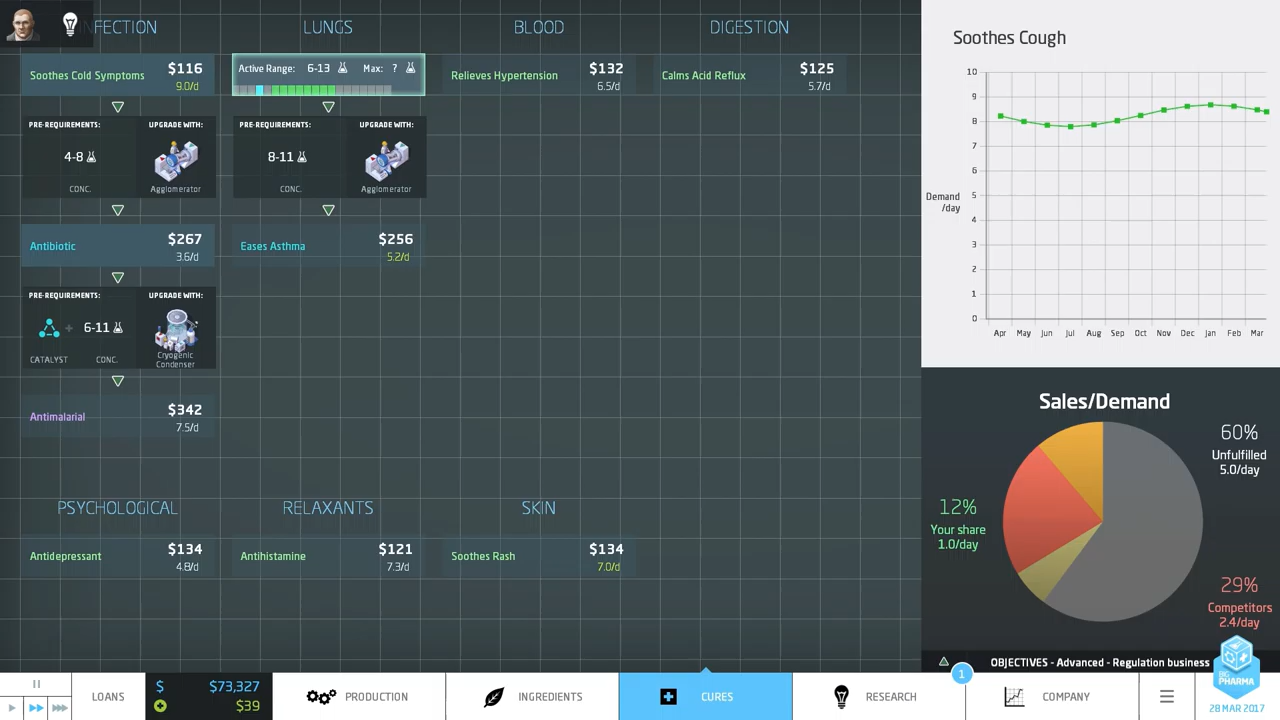 INFECTION
LUNGS
BLOOD
DIGESTION
Soothes Cold Symptoms
$116
9.0/d
Active Range: 6-13 Max: ?
Relieves Hypertension
$132
6.5/d
Calms Acid Reflux
$125
5.7/d
PRE-REQUIREMENTS: UPGRADE WITH:
4-8
CONC. Agglomerator
PRE-REQUIREMENTS: UPGRADE WITH:
8-11
CONC. Agglomerator
Antibiotic
$267
3.6/d
Eases Asthma
$256
5.2/d
PRE-REQUIREMENTS: UPGRADE WITH:
+ 6-11
CATALYST CONC. Cryogenic
Condenser
Antimalarial
$342
7.5/d
PSYCHOLOGICAL
RELAXANTS
SKIN
Antidepressant
$134
4.8/d
Antihistamine
$121
7.3/d
Soothes Rash
$134
7.0/d
Soothes Cough
10
9
8
7
6
5
4
3
2
1
0
Demand
/day
Apr May Jun Jul Aug Sep Oct Nov Dec Jan Feb Mar
Sales/Demand
60%
Unfulfilled
5.0/day
12%
Your share
1.0/day
29%
Competitors
2.4/day
OBJECTIVES - Advanced - Regulation business
1
BIG
PHARMA
28 MAR 2017
LOANS
$ $73,327
$39
PRODUCTION
INGREDIENTS
CURES
RESEARCH
COMPANY